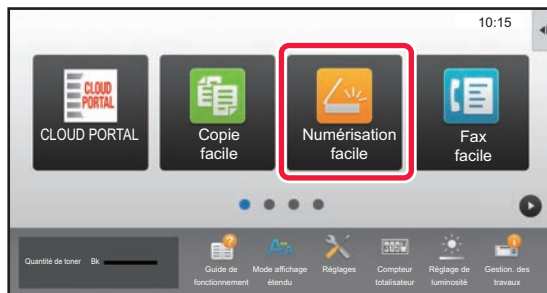 10:15
CLOUD
PORTAL
CLOUD PORTAL
Copie
facile
Numérisation
facile
Fax
facile
Quantité de toner Bk
Guide de
fonctionnement
Mode affichage
étendu
Réglages
Compteur
totalisateur
Réglage de
luminosité
Gestion. des
travaux